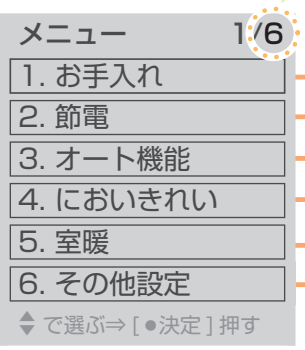 メニュー 1/6
1. お手入れ
2. 節電
3. オート機能
4. においきれい
5. 室暖
6. その他設定
◆ で選ぶ⇒ [ ●決定 ] 押す